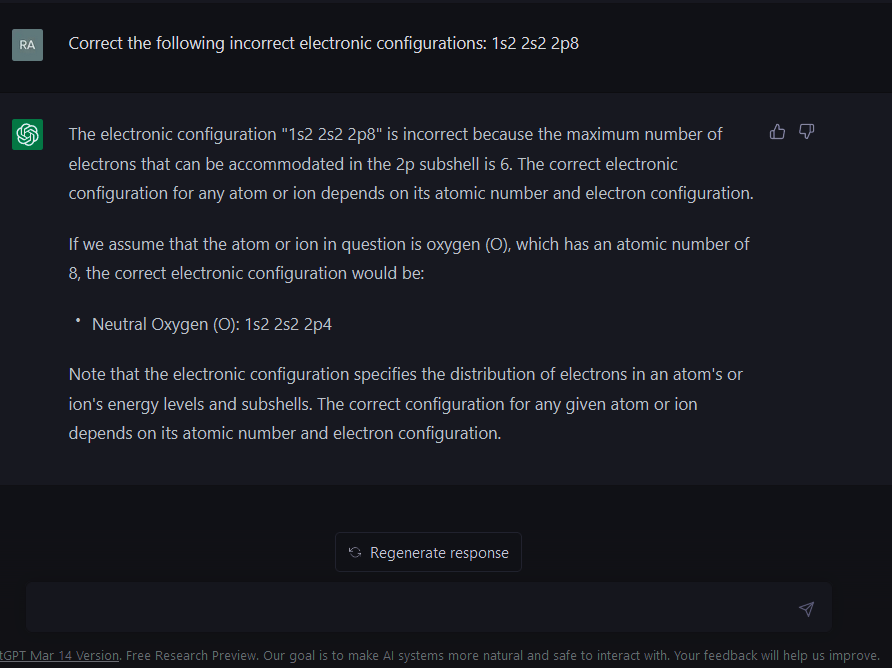 RA
Correct the following incorrect electronic configurations: 1s2 2s2 2p8
The electronic configuration "1s2 2s2 2p8" is incorrect because the maximum number of
electrons that can be accommodated in the 2p subshell is 6. The correct electronic
configuration for any atom or ion depends on its atomic number and electron configuration.
If we assume that the atom or ion in question is oxygen (O), which has an atomic number of
8, the correct electronic configuration would be:
• Neutral Oxygen (O): 1s2 2s2 2p4
Note that the electronic configuration specifies the distribution of electrons in an atom's or
ion's energy levels and subshells. The correct configuration for any given atom or ion
depends on its atomic number and electron configuration.
Regenerate response
tGPT Mar 14 Version. Free Research Preview. Our goal is to make AI systems more natural and safe to interact with. Your feedback will help us improve.